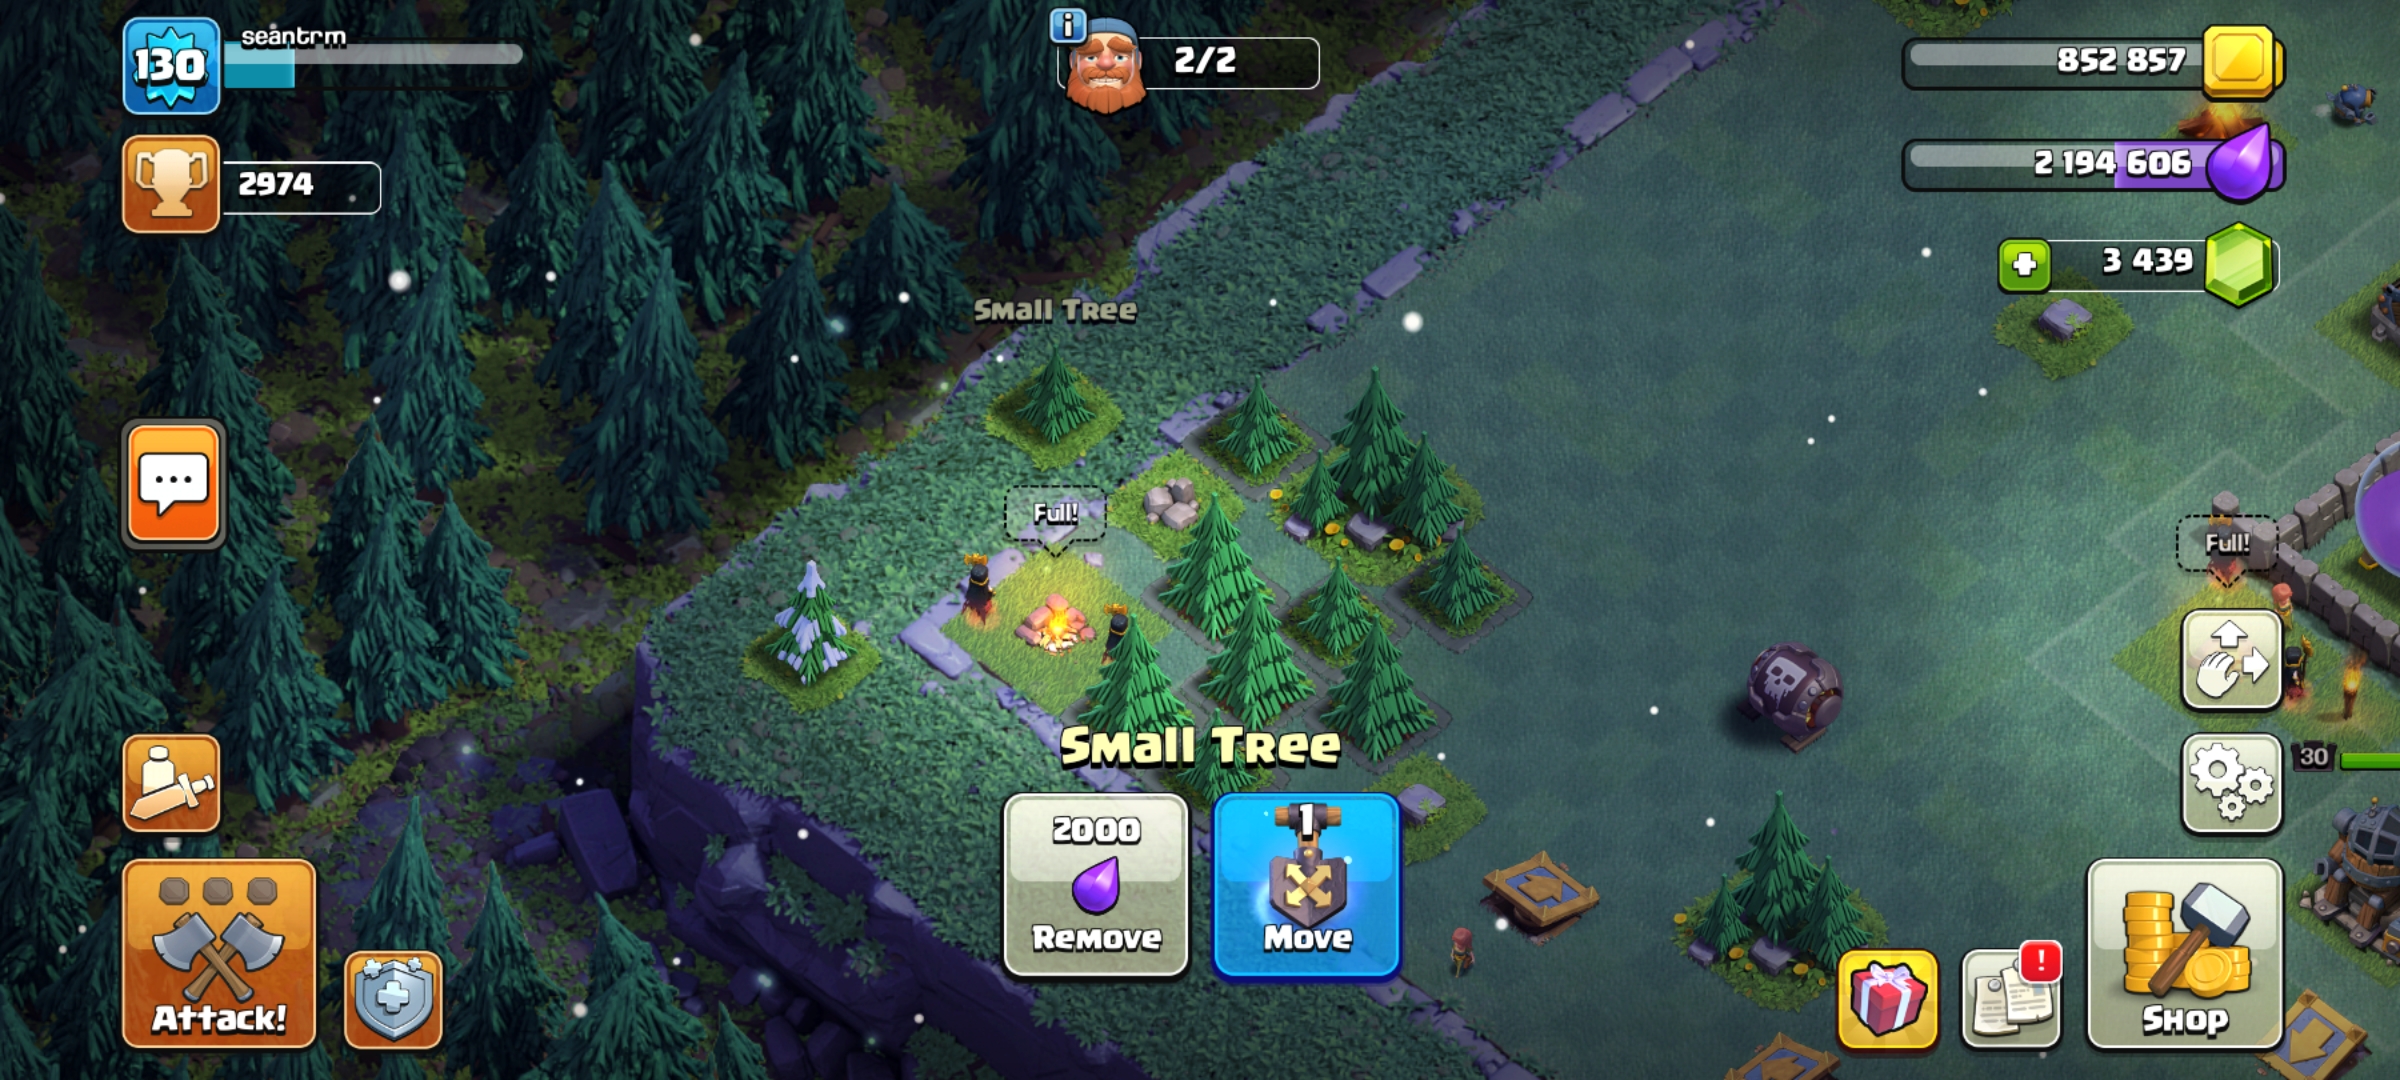 130
seántrm
2/2
852 857
2974
2 194 606
3 439
Small Tree
Full!
Full!
Small Tree
30
2000
Remove
1
Move
Attack!
!
Shop